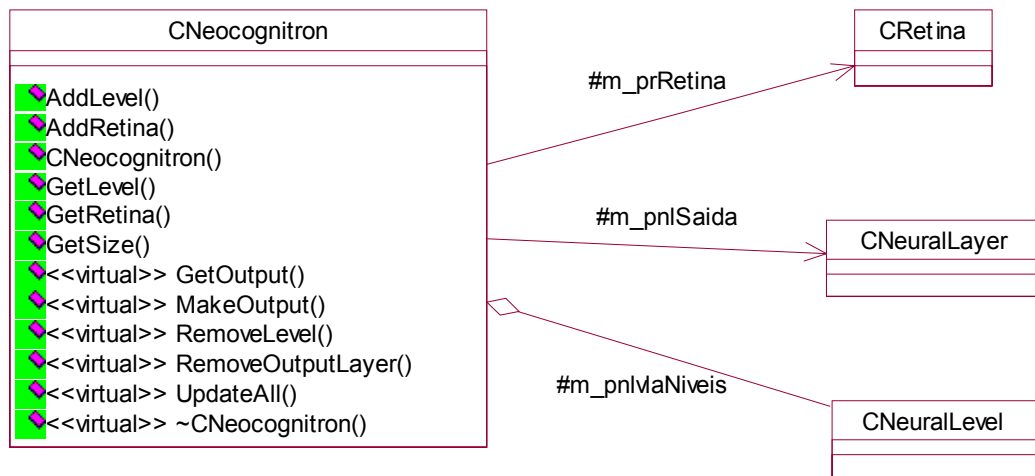 CNeocognitron
AddLevel()
AddRetina()
CNeocognitron()
GetLevel()
GetRetina()
GetSize()
<<virtual>> GetOutput()
<<virtual>> MakeOutput()
<<virtual>> RemoveLevel()
<<virtual>> RemoveOutputLayer()
<<virtual>> UpdateAll()
<<virtual>> ~CNeocognitron()
CRetina
#m_prRetina
#m_pnlSaida
CNeuralLayer
#m_pnlvlaNiveis
CNeuralLevel